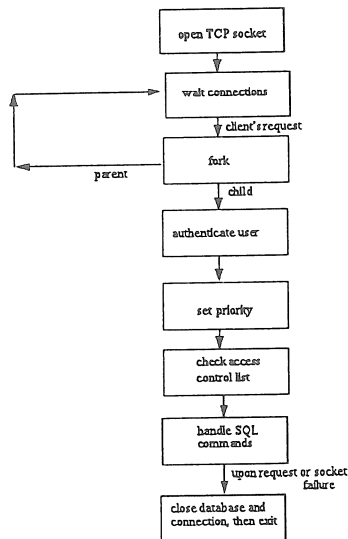 open TCP socket
wait connections
client's request
fork
parent
child
authenticate user
set priority
check access
control list
handle SQL
commands
upon request or socket
failure
close database and
connection, then exit